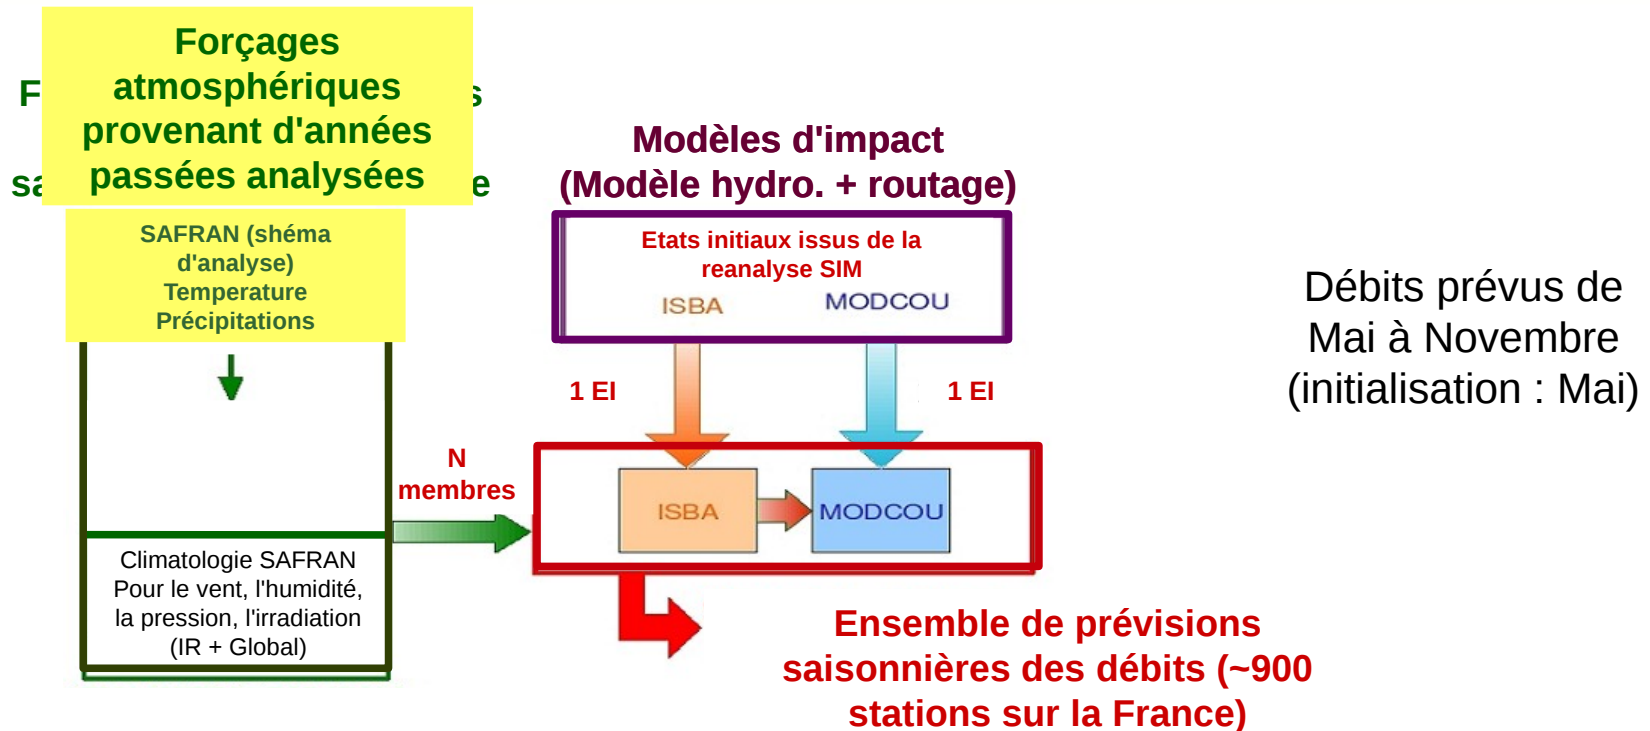 Forçages
atmosphériques
provenant d'années
passées analysées
SAFRAN (shéma
d'analyse)
Temperature
Précipitations
Climatologie SAFRAN
Pour le vent, l'humidité,
la pression, l'irradiation
(IR + Global)
N
membres
Modèles d'impact
(Modèle hydro. + routage)
Etats initiaux issus de la
reanalyse SIM
ISBA MODCOU
1 EI 1 EI
ISBA MODCOU
Ensemble de prévisions
saisonnières des débits (~900
stations sur la France)
Débits prévus de
Mai à Novembre
(initialisation : Mai)